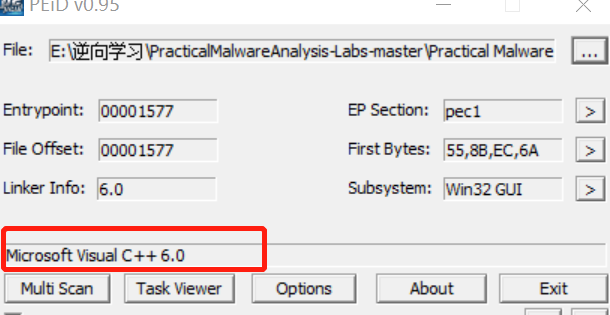 PEiD v0.95
File: E:\逆向学习\PracticalMalwareAnalysis-Labs-master\Practical Malware ...
Entrypoint: 00001577 EP Section: pec1 >
File Offset: 00001577 First Bytes: 55,8B,EC,6A >
Linker Info: 6.0 Subsystem: Win32 GUI >
Microsoft Visual C++ 6.0
Multi Scan Task Viewer Options About Exit